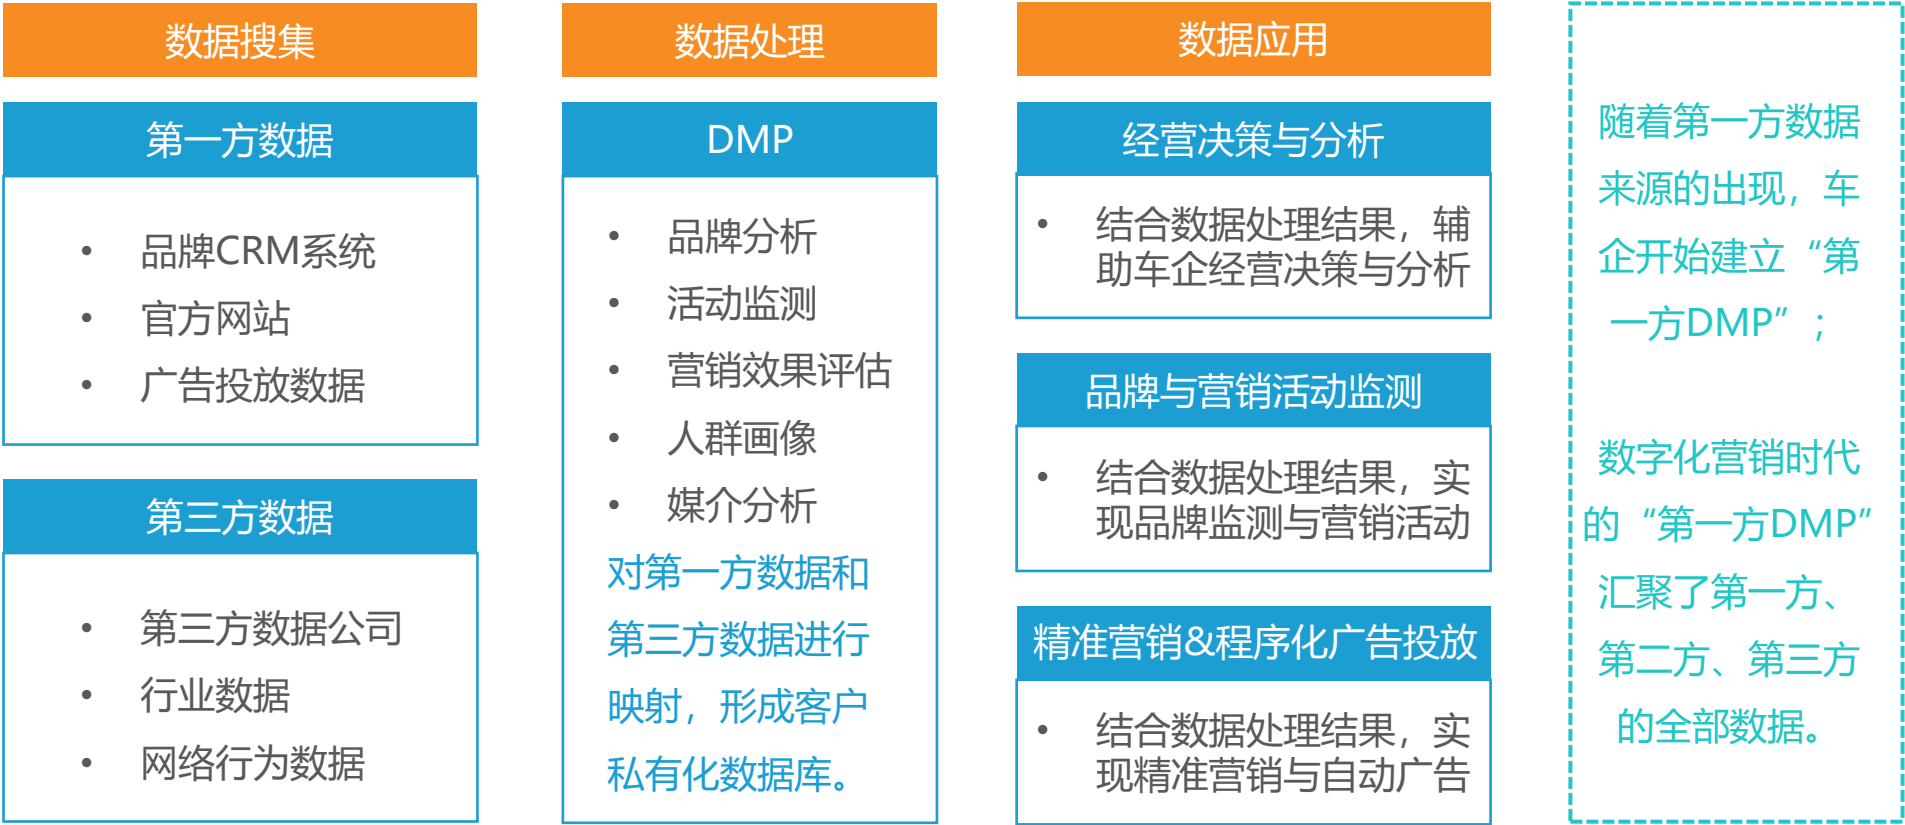 数据搜集
第一方数据
• 品牌CRM系统
• 官方网站
• 广告投放数据
第三方数据
• 第三方数据公司
• 行业数据
• 网络行为数据
数据处理
DMP
• 品牌分析
• 活动监测
• 营销效果评估
• 人群画像
• 媒介分析
对第一方数据和
第三方数据进行
映射，形成客户
私有化数据库。
数据应用
经营决策与分析
• 结合数据处理结果，辅
助车企经营决策与分析
品牌与营销活动监测
• 结合数据处理结果，实
现品牌监测与营销活动
精准营销&程序化广告投放
• 结合数据处理结果，实
现精准营销与自动广告
随着第一方数据
来源的出现，车
企开始建立“第
一方DMP”；
数字化营销时代
的“第一方DMP”
汇聚了第一方、
第二方、第三方
的全部数据。